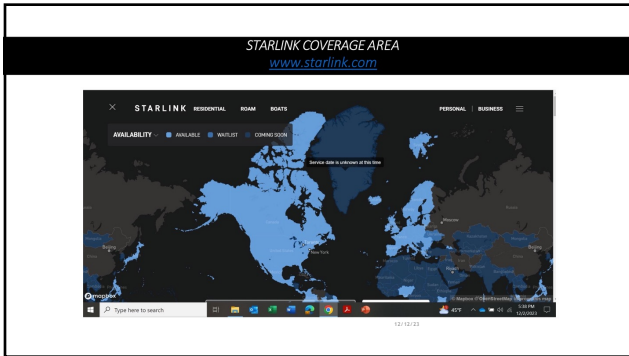 STARLINK COVERAGE AREA
www.starlink.com
STARLINK RESIDENTIAL ROAM BOATS PERSONAL | BUSINESS
AVAILABILITY AVAILABLE WAITLIST COMING SOON
Service date is unknown at this time
Moscow
New York
Beijing
Beijing
mapbox
© Mapbox © OpenStreetMap
Type here to search
45°F
5:34 PM
12/2/2023
12/12/23